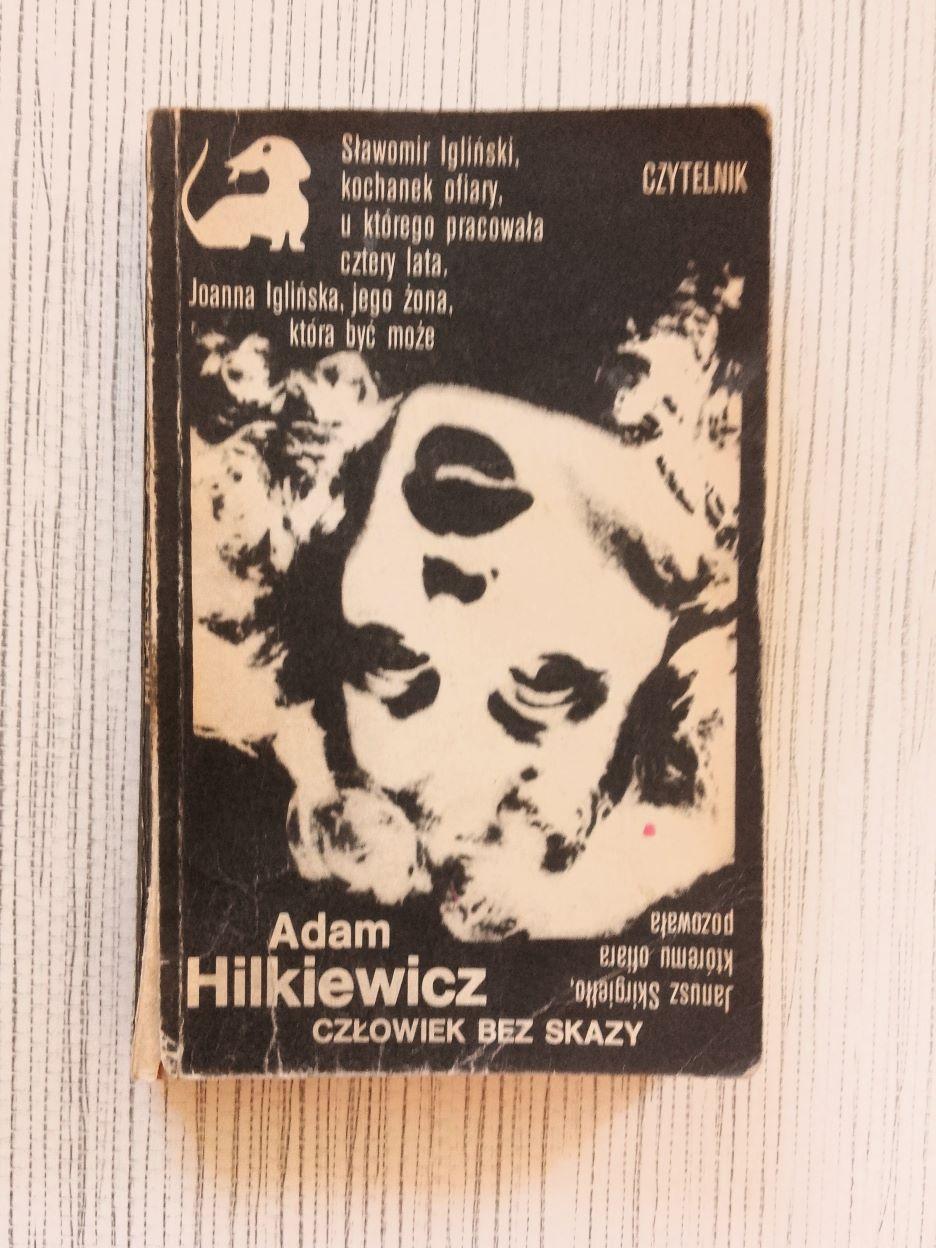 Sławomir Igliński,
kochanek ofiary,
u którego pracowała
cztery lata,
Joanna Iglińska, jego żona,
która być może
CZYTELNIK
Janusz Skirgiełło,
któremu ofiara
pozowała
Adam
Hilkiewicz
CZŁOWIEK BEZ SKAZY